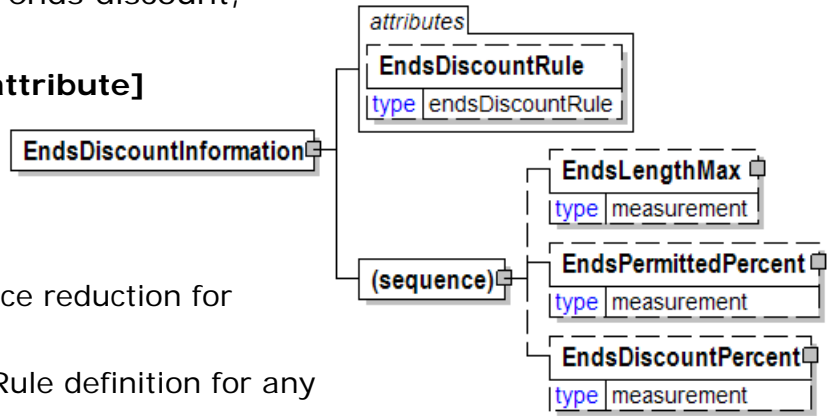 ends discount,
attributes
EndsDiscountRule
type endsDiscountRule
attribute]
EndsDiscountInformation
EndsLengthMax
type measurement
(sequence)
EndsPermittedPercent
type measurement
EndsDiscountPercent
type measurement
ce reduction for
Rule definition for any